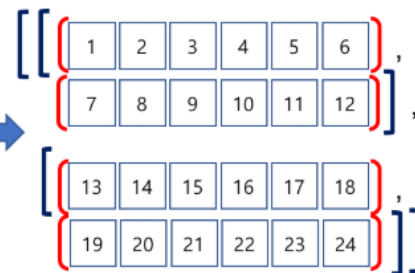 [[( 1 2 3 4 5 6 ) ,
( 7 8 9 10 11 12 )] ,
[( 13 14 15 16 17 18 ) ,
( 19 20 21 22 23 24 )]]